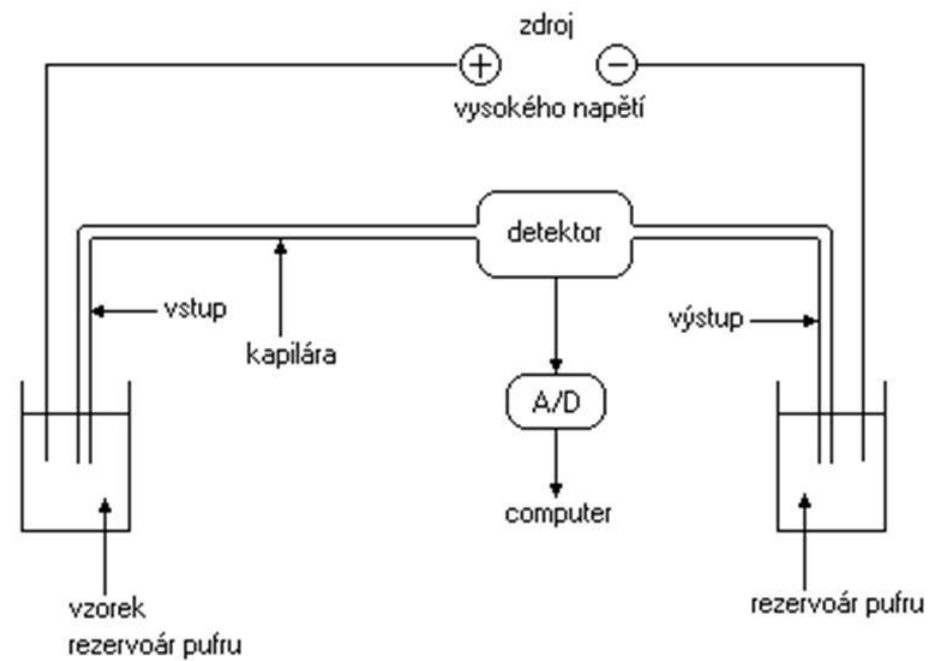 zdroj
+
−
vysokého napětí
detektor
vstup
výstup
kapilára
A/D
computer
vzorek
rezervoár pufru
rezervoár pufru